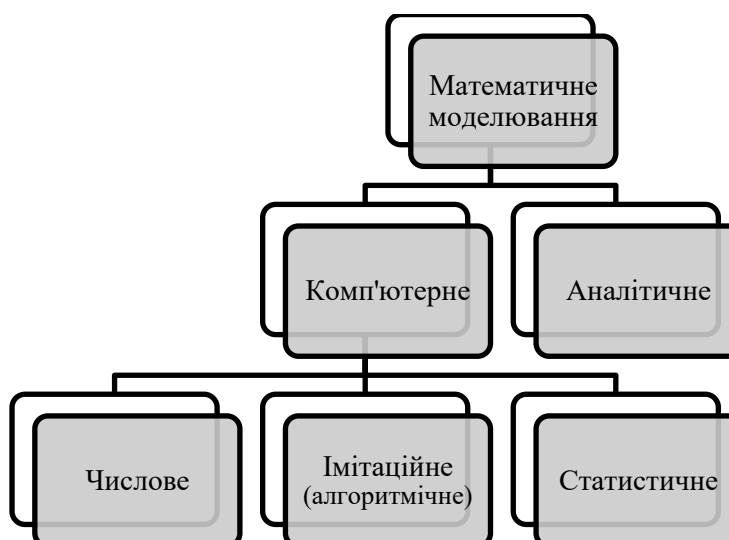 Математичне
моделювання
Комп'ютерне
Аналітичне
Числове
Імітаційне
(алгоритмічне)
Статистичне